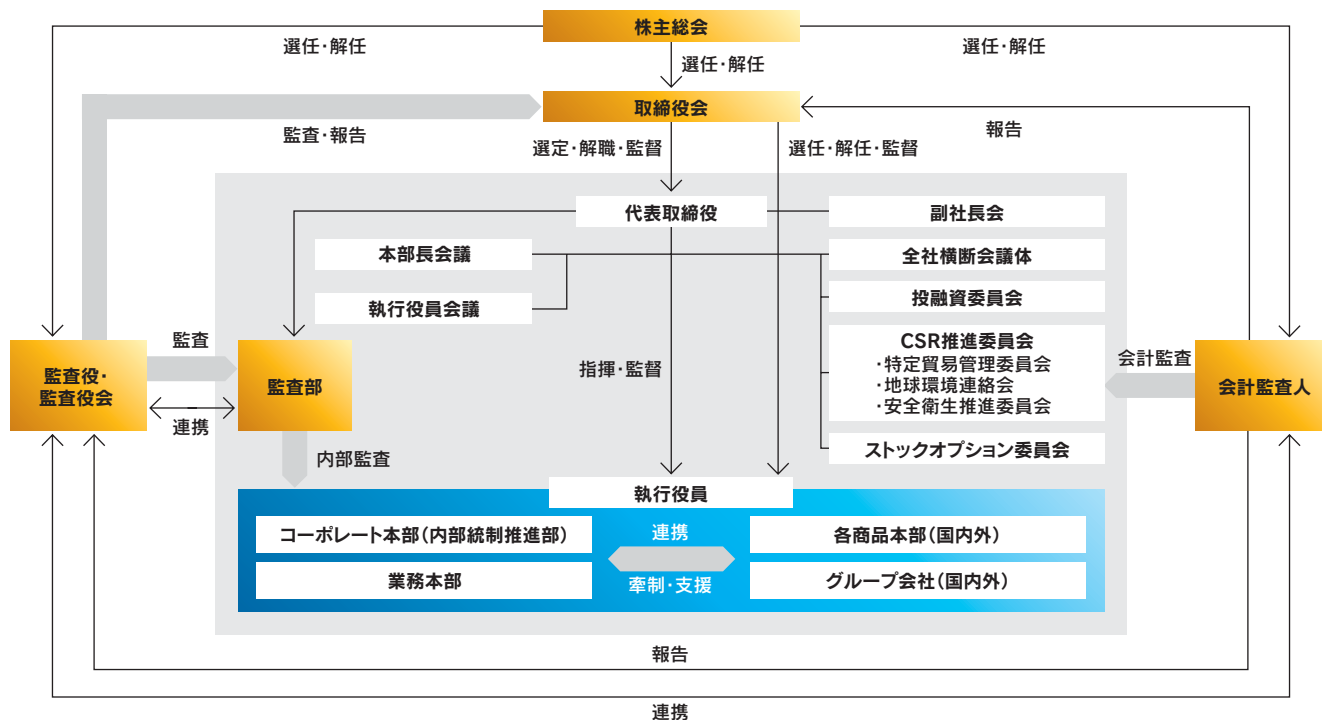 株主総会
選任・解任
選任・解任
選任・解任
取締役会
監査・報告
報告
選定・解職・監督
選任・解任・監督
代表取締役
副社長会
本部長会議
全社横断会議体
執行役員会議
投融資委員会
CSR推進委員会
・特定貿易管理委員会
・地球環境連絡会
・安全衛生推進委員会
ストックオプション委員会
監査
監査役・
監査役会
監査部
連携
指揮・監督
会計監査
会計監査人
内部監査
執行役員
コーポレート本部（内部統制推進部）
連携
各商品本部（国内外）
業務本部
牽制・支援
グループ会社（国内外）
報告
連携